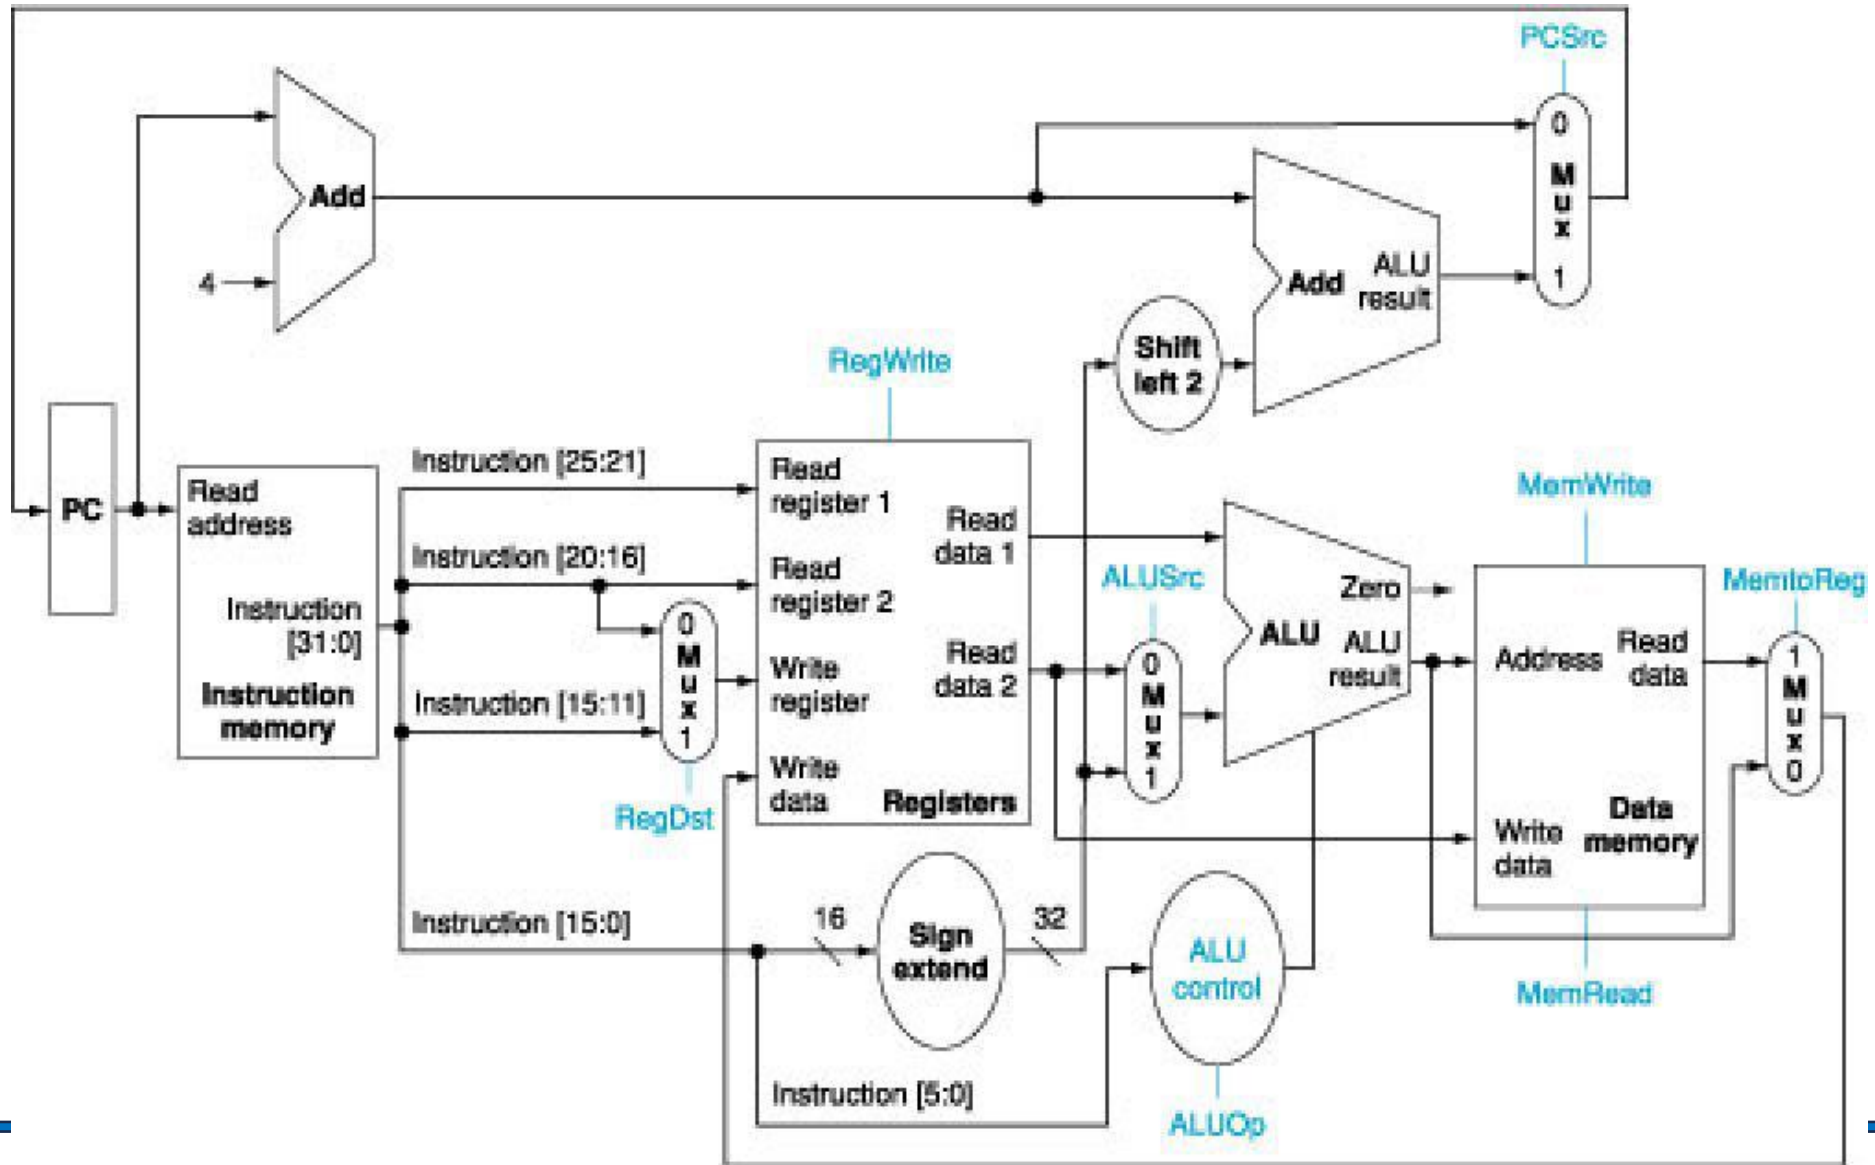 PCSrc
0
M
u
x
1
Add
4
Add
ALU
result
Shift
left 2
RegWrite
PC
Read
address
Instruction
[31:0]
Instruction
memory
Instruction [25:21]
Instruction [20:16]
Instruction [15:11]
Instruction [15:0]
0
M
u
x
1
RegDst
Read
register 1
Read
register 2
Write
register
Write
data
Read
data 1
Read
data 2
Registers
ALUSrc
0
M
u
x
1
Zero
ALU
ALU
result
MemWrite
Address
Read
data
Write
data
Data
memory
MemRead
MemtoReg
1
M
u
x
0
16
Sign
extend
32
ALU
control
Instruction [5:0]
ALUOp